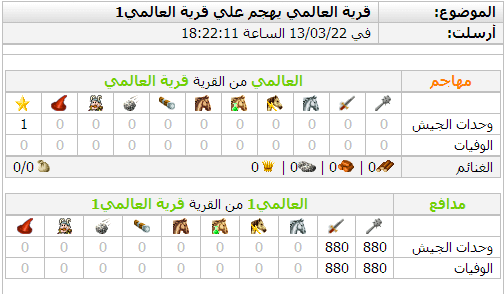 الموضوع: قرية العالمي يهجم علي قرية العالمي1
أرسلت: في 13/03/22 الساعة 18:22:11
مهاجم العالمي من القرية قرية العالمي
وحدات الجيش 0 0 0 0 0 0 0 0 0 0 1
الوفيات 0 0 0 0 0 0 0 0 0 0 0
الغنائم 0 | 0 | 0 | 0 0/0
مدافع العالمي1 من القرية قرية العالمي1
وحدات الجيش 880 880 0 0 0 0 0 0 0 0
الوفيات 880 880 0 0 0 0 0 0 0 0